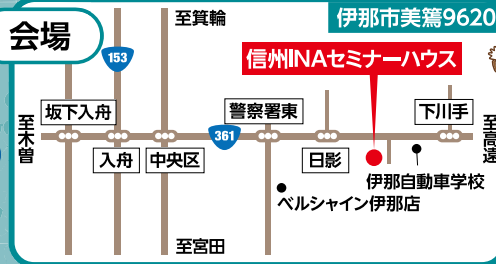 会場
至箕輪
伊那市美篶9620
153
信州INAセミナーハウス
坂下入舟
警察署東
下川手
至木曽
361
至高遠
入舟
中央区
日影
伊那自動車学校
ベルシャイン伊那店
至宮田